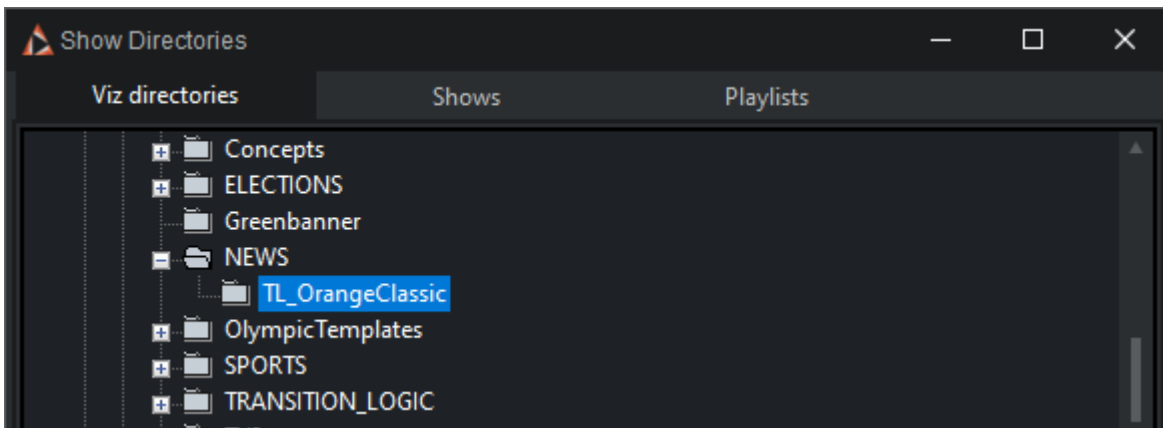 Show Directories
Viz directories Shows Playlists
Concepts
ELECTIONS
Greenbanner
NEWS
TL_OrangeClassic
OlympicTemplates
SPORTS
TRANSITION_LOGIC